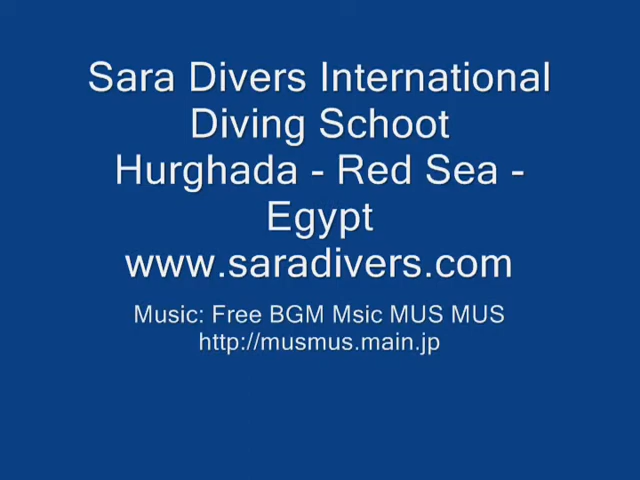 Sara Divers International
Diving Schoot
Hurghada - Red Sea -
Egypt
www.saradivers.com
Music: Free BGM Msic MUS MUS
http://musmus.main.jp